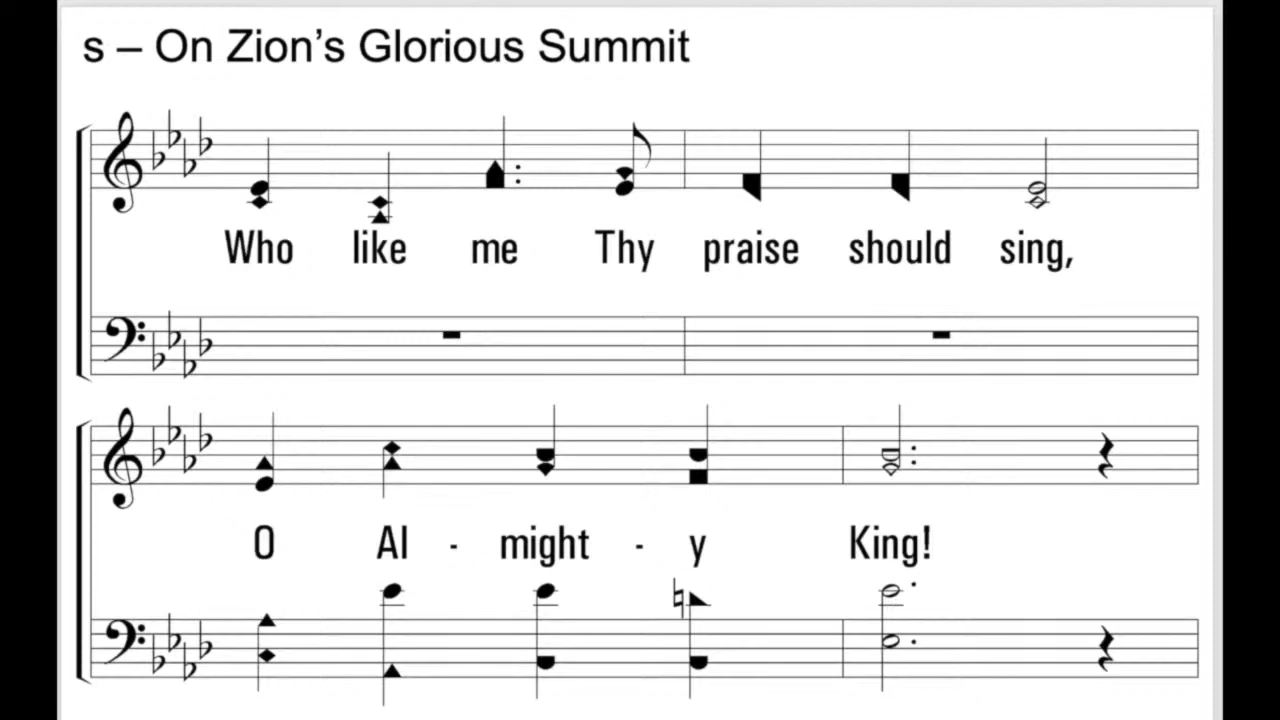 s – On Zion’s Glorious Summit
Who like me Thy praise should sing,
O Al - might - y King!